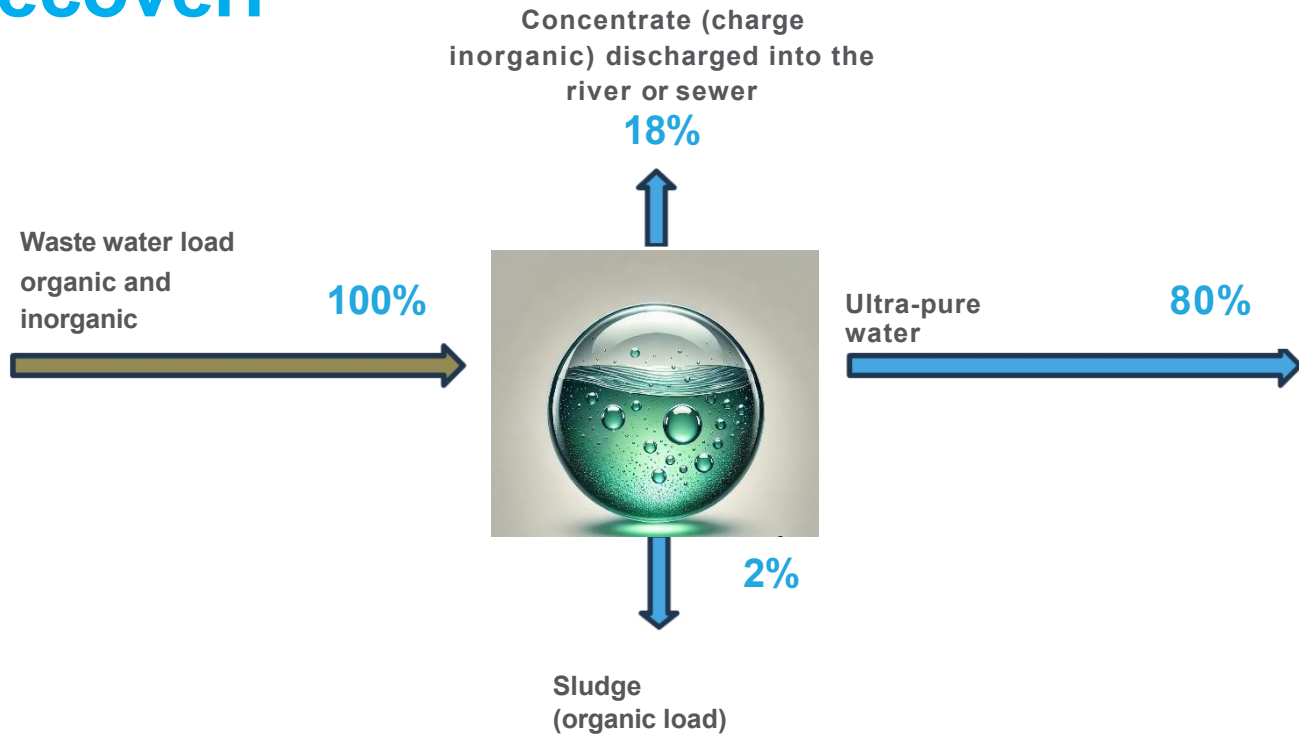 Concentrate (charge
inorganic) discharged into the
river or sewer
18%
Waste water load
organic and
inorganic
100%
Ultra-pure
water
80%
2%
Sludge
(organic load)